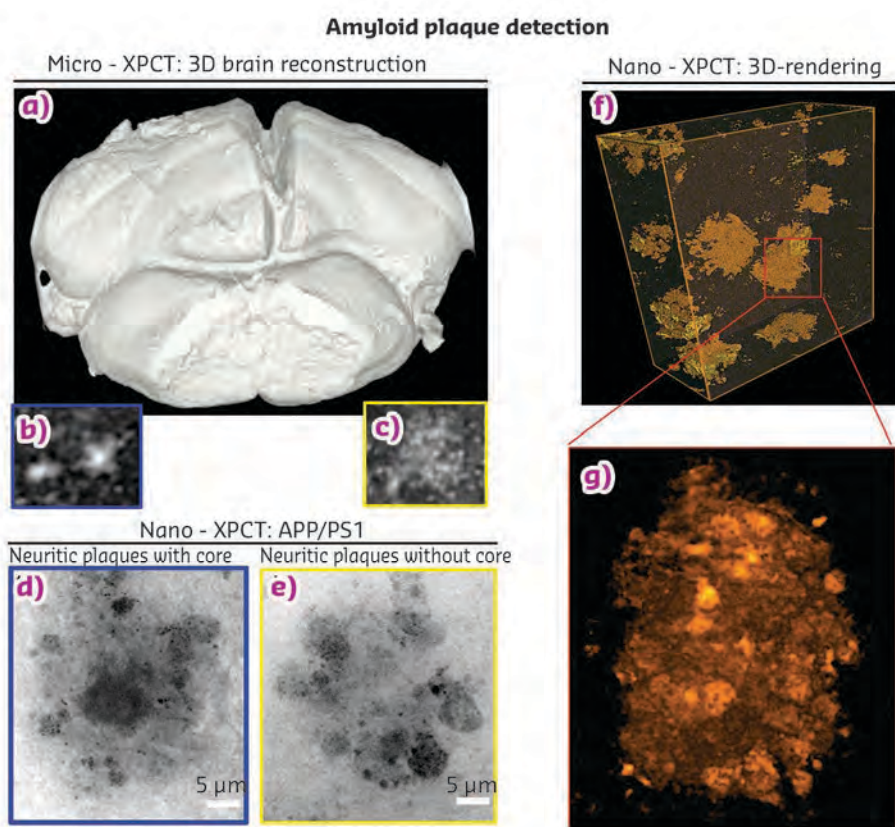 Amyloid plaque detection
Micro - XPCT: 3D brain reconstruction
a)
b)
c)
Nano - XPCT: APP/PS1
Neuritic plaques with core
Neuritic plaques without core
d)
5 µm
e)
5 µm
Nano - XPCT: 3D-rendering
f)
g)